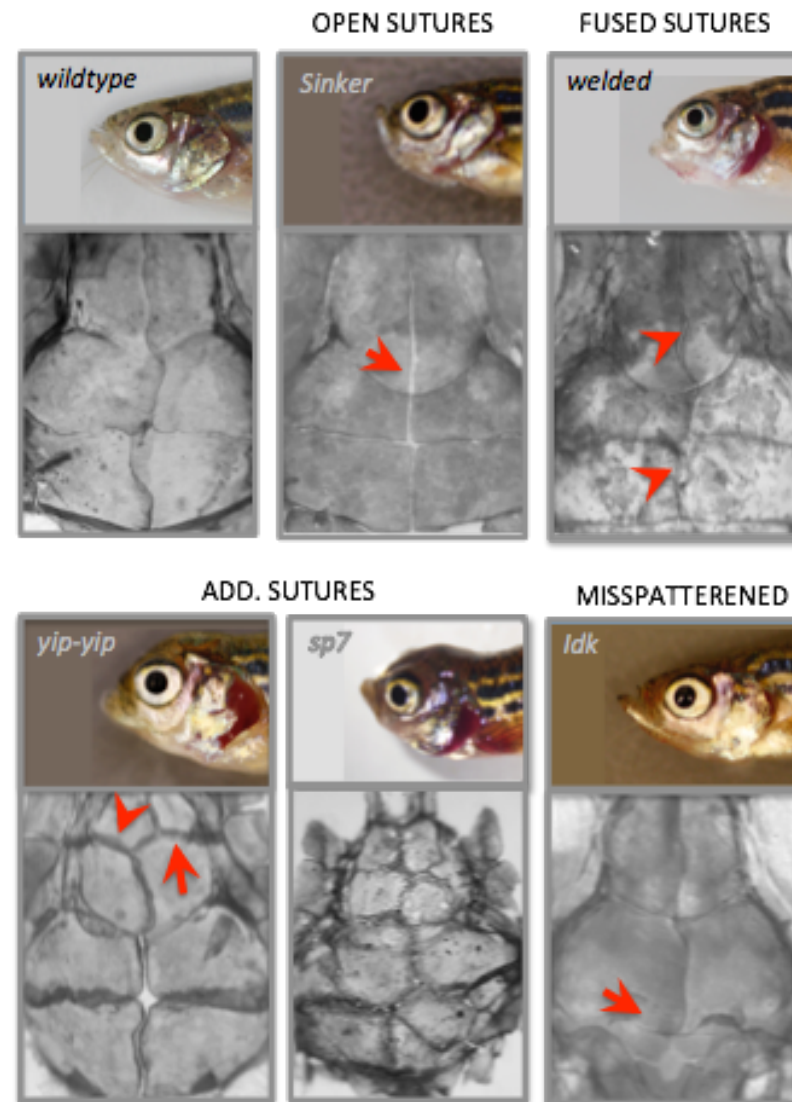 OPEN SUTURES
FUSED SUTURES
wildtype
Sinker
welded
ADD. SUTURES
MISSPATTERENED
yip-yip
sp7
ldk